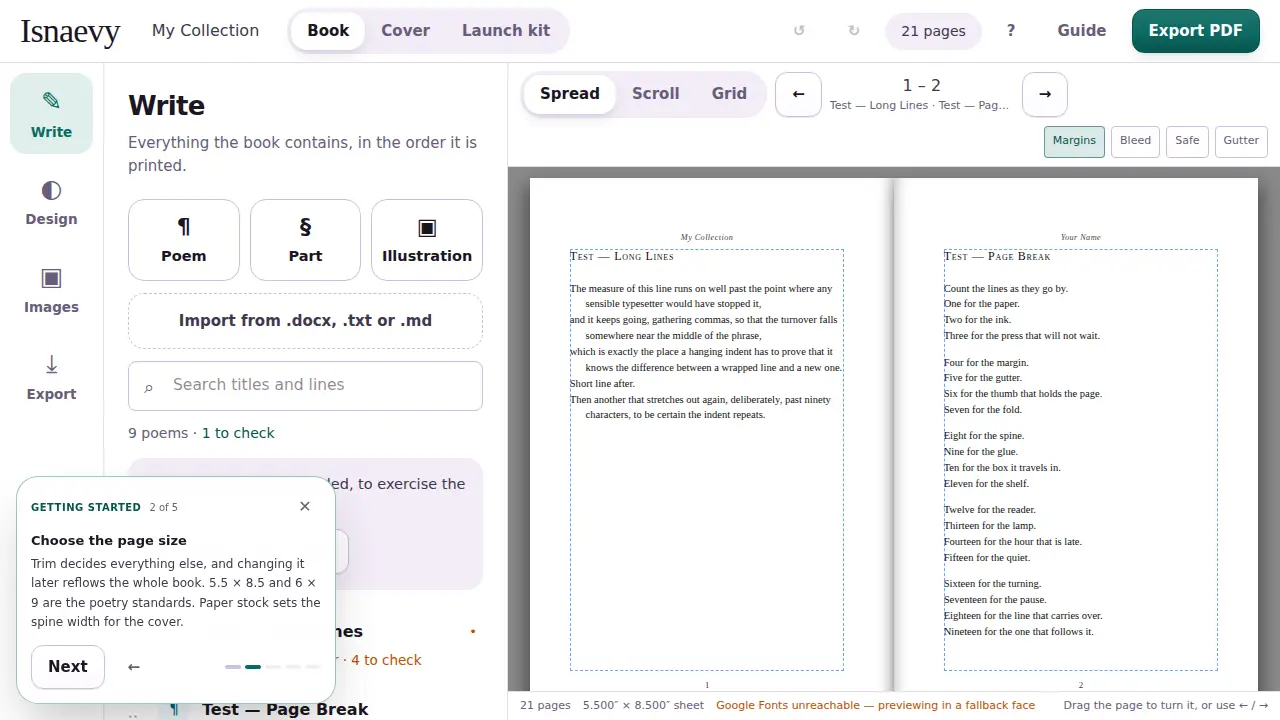 Isnaevy
My Collection
Book
Cover
Launch kit
↺
↻
21 pages
?
Guide
Export PDF
Write
Design
Images
Export
Write
Everything the book contains, in the order it is
printed.
¶
Poem
§
Part
Illustration
Import from .docx, .txt or .md
Search titles and lines
9 poems · 1 to check
to exercise the
4 to check
¶
Test — Page Break
GETTING STARTED 2 of 5
✕
Choose the page size
Trim decides everything else, and changing it
later reflows the whole book. 5.5 × 8.5 and 6 ×
9 are the poetry standards. Paper stock sets the
spine width for the cover.
Next
←
Spread
Scroll
Grid
←
1 – 2
Test — Long Lines · Test — Pag…
→
Margins
Bleed
Safe
Gutter
My Collection
Test — Long Lines
The measure of this line runs on well past the point where any
sensible typesetter would have stopped it,
and it keeps going, gathering commas, so that the turnover falls
somewhere near the middle of the phrase,
which is exactly the place a hanging indent has to prove that it
knows the difference between a wrapped line and a new one.
Short line after.
Then another that stretches out again, deliberately, past ninety
characters, to be certain the indent repeats.
1
Your Name
Test — Page Break
Count the lines as they go by.
One for the paper.
Two for the ink.
Three for the press that will not wait.
Four for the margin.
Five for the gutter.
Six for the thumb that holds the page.
Seven for the fold.
Eight for the spine.
Nine for the glue.
Ten for the box it travels in.
Eleven for the shelf.
Twelve for the reader.
Thirteen for the lamp.
Fourteen for the hour that is late.
Fifteen for the quiet.
Sixteen for the turning.
Seventeen for the pause.
Eighteen for the line that carries over.
Nineteen for the one that follows it.
2
21 pages
5.500″ × 8.500″ sheet
Google Fonts unreachable — previewing in a fallback face
Drag the page to turn it, or use ← / →